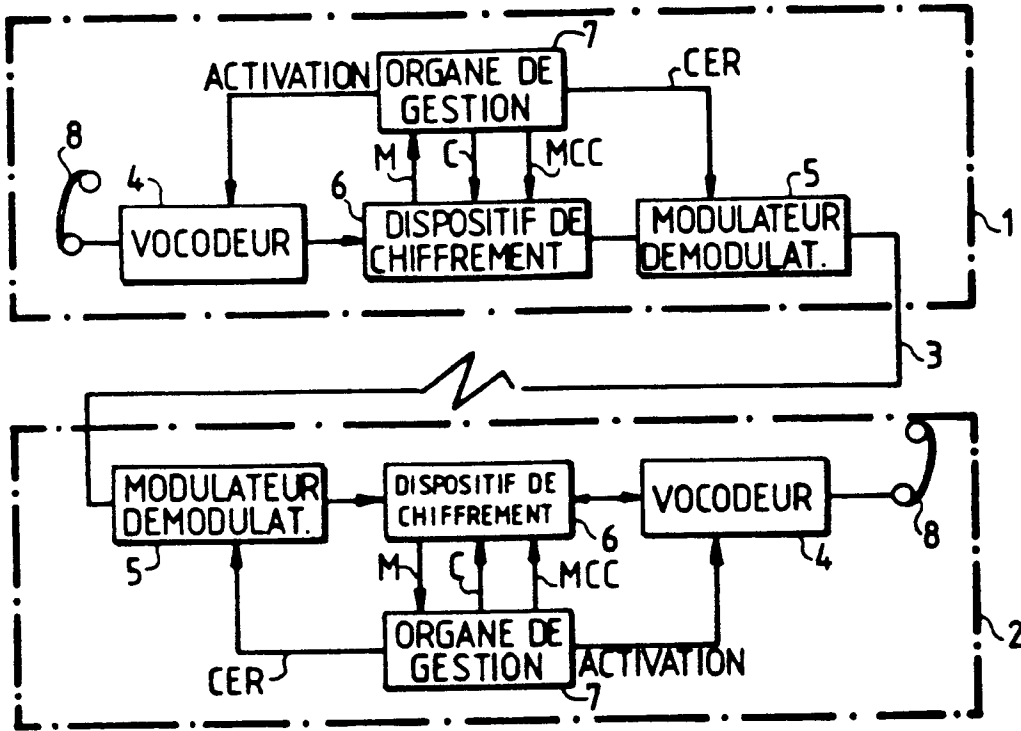 7
ACTIVATION
ORGANE DE
GESTION
CER
8
M
C
MCC
4
6
5
VOCODEUR
DISPOSITIF DE
CHIFFREMENT
MODULATEUR
DEMODULAT.
1
3
MODULATEUR
DEMODULAT.
DISPOSITIF DE
CHIFFREMENT
VOCODEUR
5
6
4
8
M
C
MCC
ORGANE DE
GESTION
CER
ACTIVATION
7
2